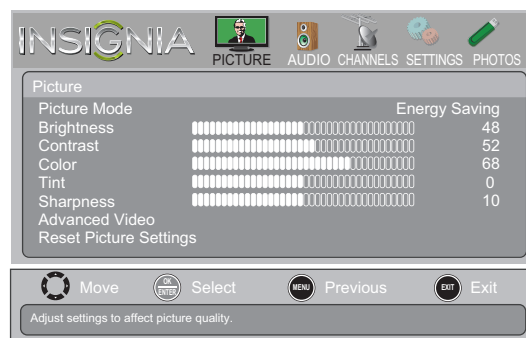 INSIGNIA
PICTURE AUDIO CHANNELS SETTINGS PHOTOS
Picture
Picture Mode Energy Saving
Brightness 48
Contrast 52
Color 68
Tint 0
Sharpness 10
Advanced Video
Reset Picture Settings
Move OK ENTER Select MENU Previous EXIT Exit
Adjust settings to affect picture quality.